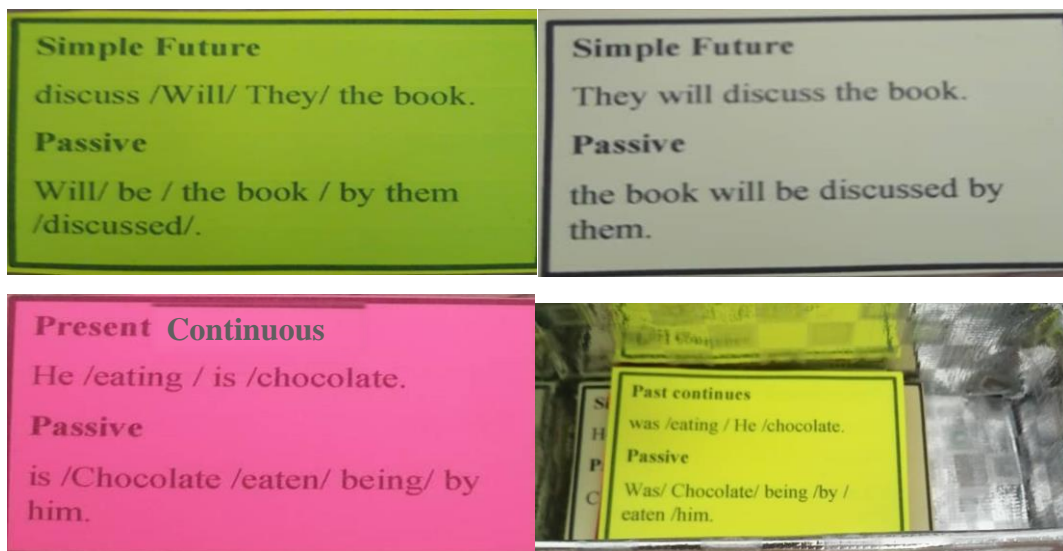 Simple Future
discuss /Will/ They/ the book.
Passive
Will/ be / the book / by them
/discussed/.
Simple Future
They will discuss the book.
Passive
the book will be discussed by
them.
Present Continuous
He /eating / is /chocolate.
Passive
is /Chocolate /eaten/ being/ by
him.
Past continues
was /eating / He /chocolate.
Passive
Was/ Chocolate/ being /by /
eaten /him.